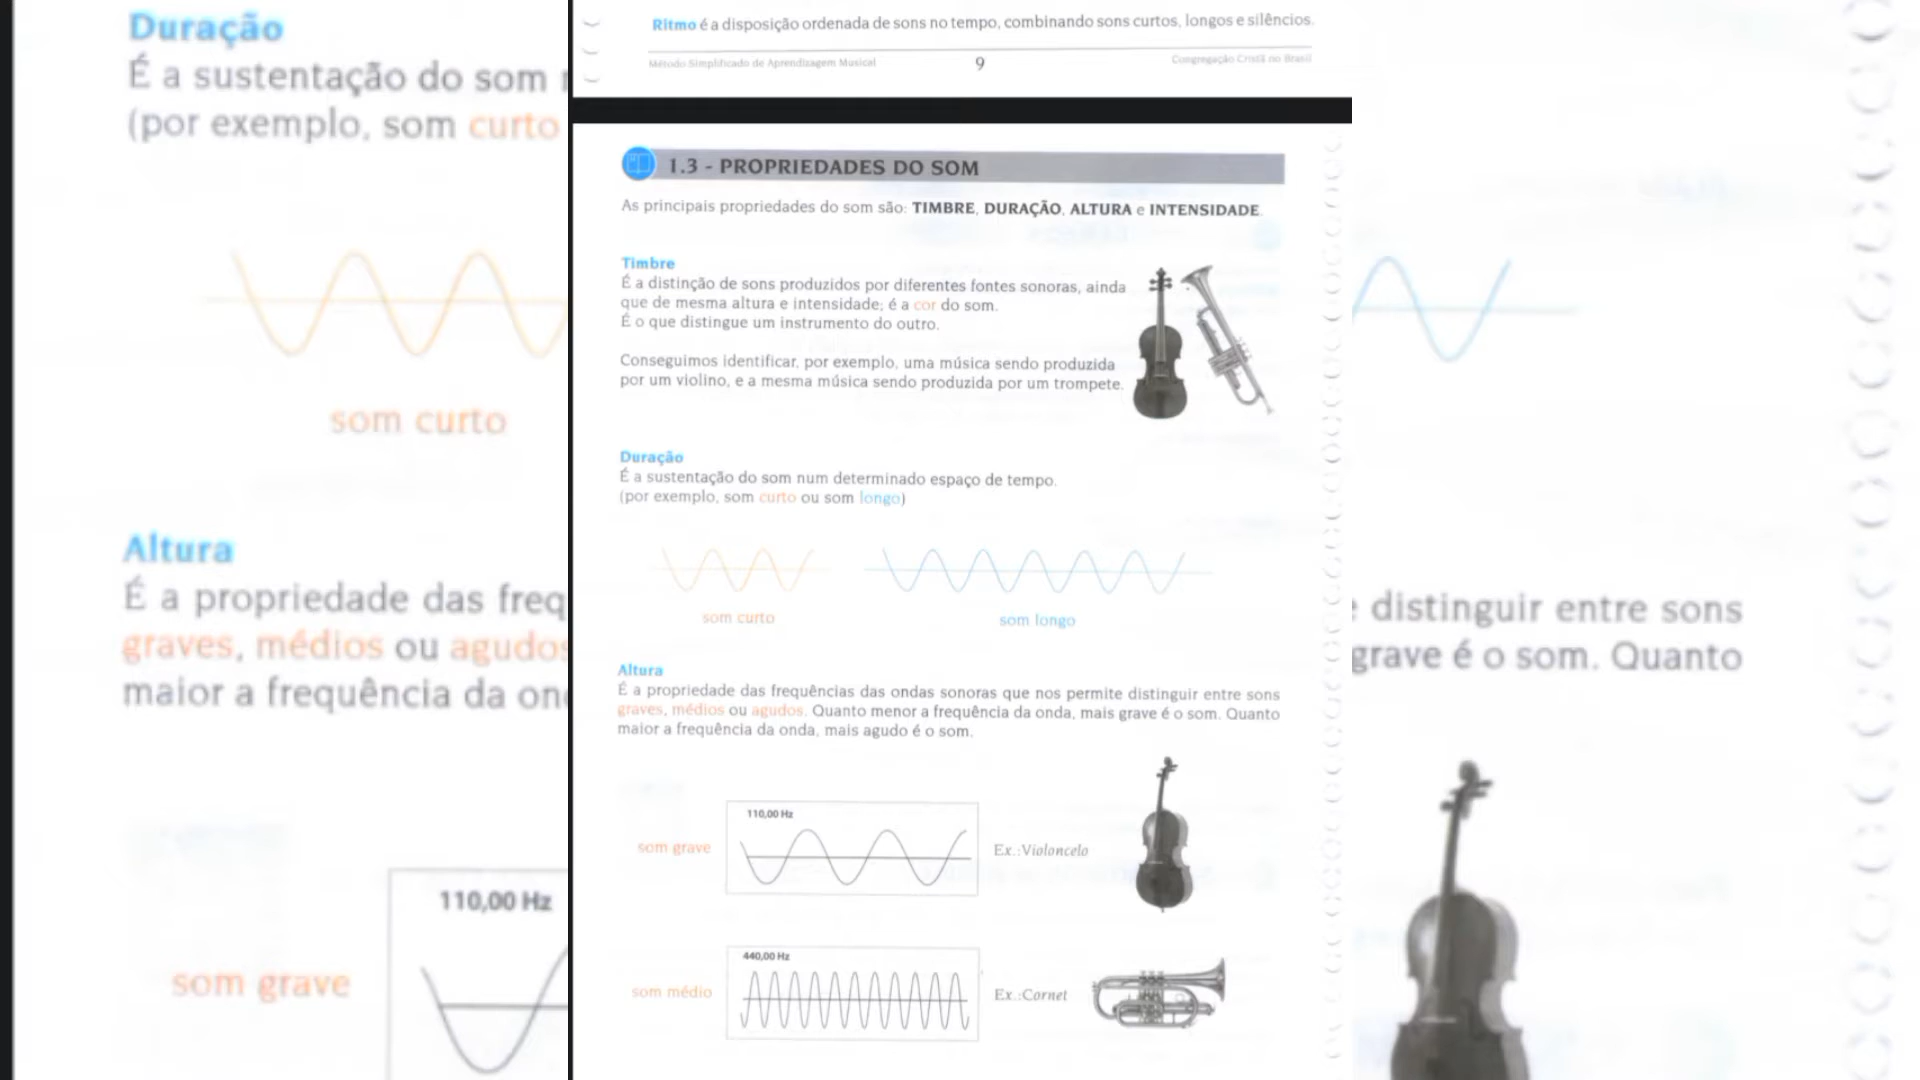 Duração
É a sustentação do som
(por exemplo, som curto
som curto
Altura
É a propriedade das freq
graves, médios ou agudos
maior a frequência da on
110,00 Hz
som grave
Ritmo é a disposição ordenada de sons no tempo, combinando sons curtos, longos e silêncios.
Método Simplificado de Aprendizagem Musical 9 Congregação Cristã no Brasil
1.3 - PROPRIEDADES DO SOM
As principais propriedades do som são: TIMBRE, DURAÇÃO, ALTURA e INTENSIDADE.
Timbre
É a distinção de sons produzidos por diferentes fontes sonoras, ainda
que de mesma altura e intensidade; é a cor do som.
É o que distingue um instrumento do outro.
Conseguimos identificar, por exemplo, uma música sendo produzida
por um violino, e a mesma música sendo produzida por um trompete.
Duração
É a sustentação do som num determinado espaço de tempo.
(por exemplo, som curto ou som longo)
som curto som longo
Altura
É a propriedade das frequências das ondas sonoras que nos permite distinguir entre sons
graves, médios ou agudos. Quanto menor a frequência da onda, mais grave é o som. Quanto
maior a frequência da onda, mais agudo é o som.
110,00 Hz
som grave Ex.:Violoncelo
440,00 Hz
som médio Ex.:Cornet
distinguir entre sons
grave é o som. Quanto